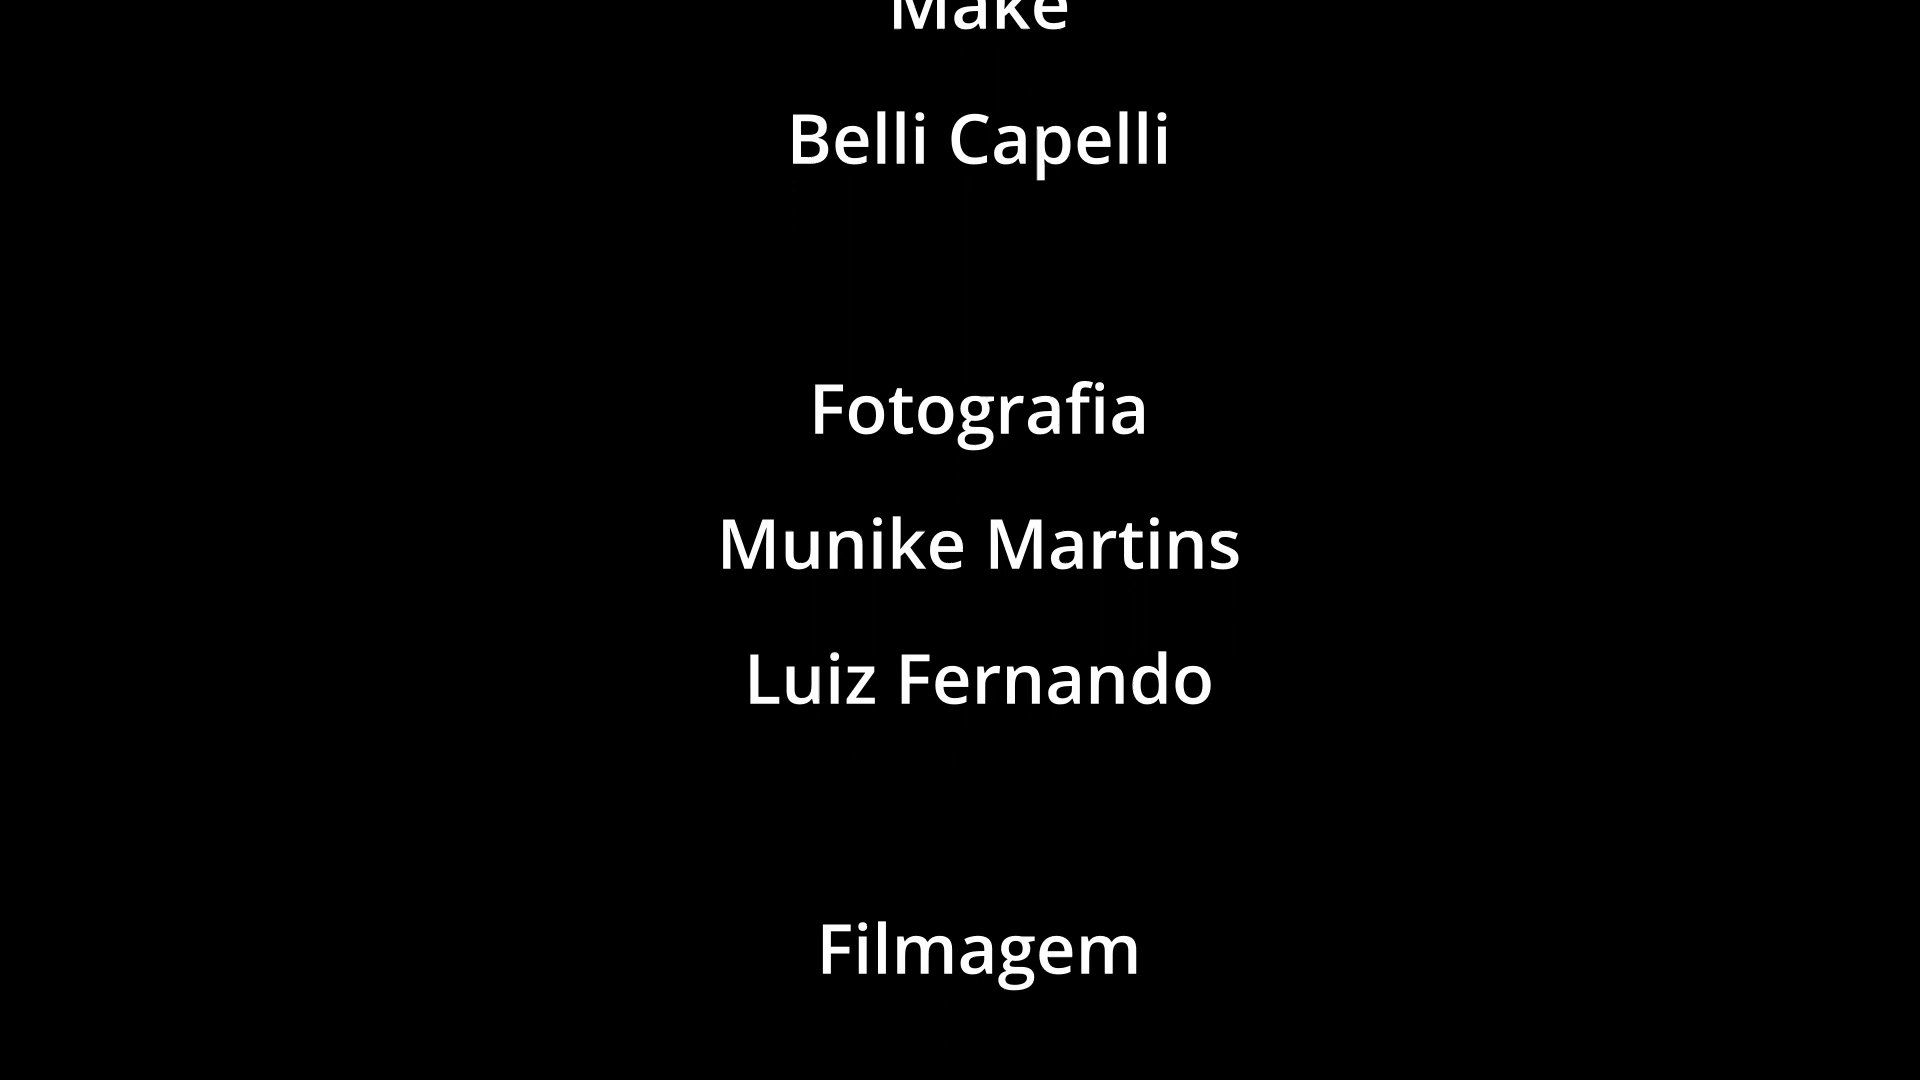 Make
Belli Capelli
Fotografia
Munike Martins
Luiz Fernando
Filmagem